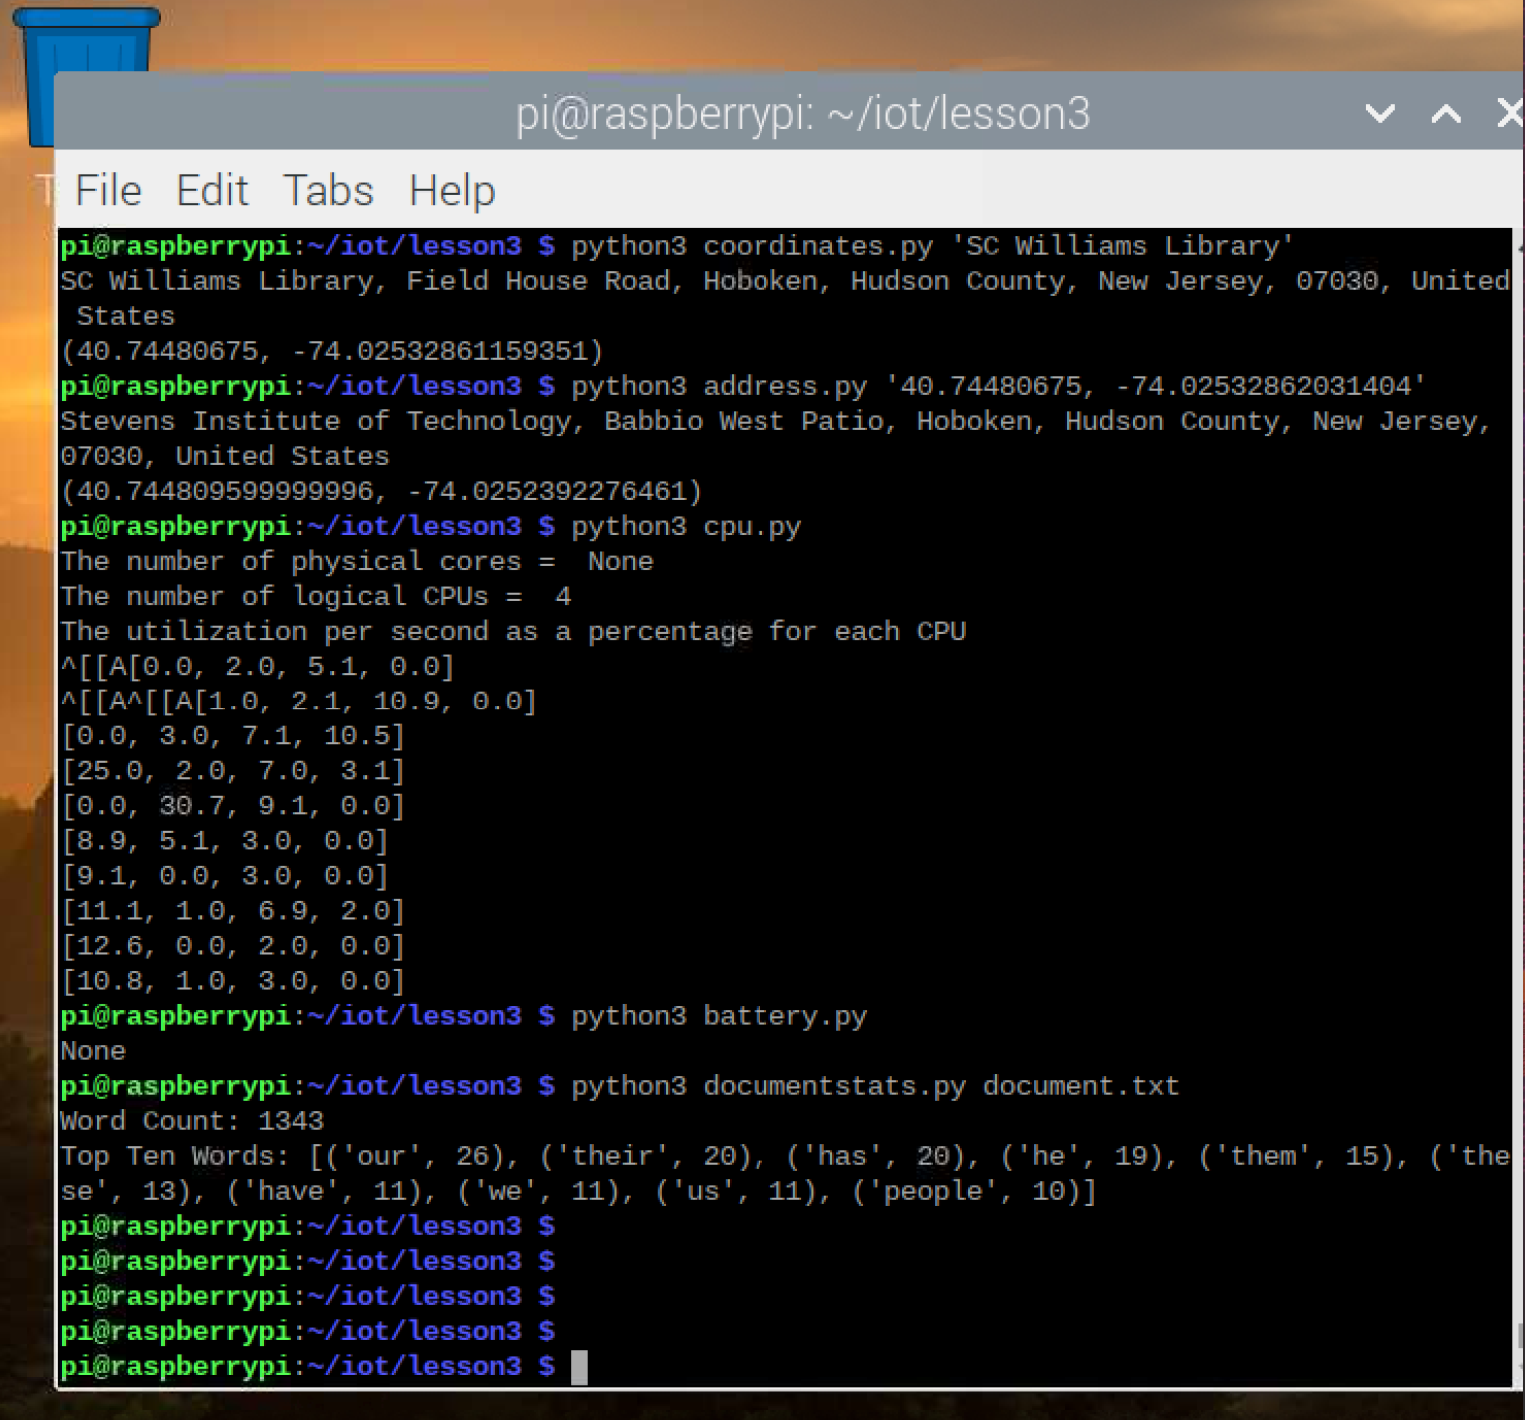 pi@raspberrypi: ~/iot/lesson3
T
File Edit Tabs Help
pi@raspberrypi:~/iot/lesson3 $ python3 coordinates.py 'SC Williams Library'
SC Williams Library, Field House Road, Hoboken, Hudson County, New Jersey, 07030, United
 States
(40.74480675, -74.02532861159351)
pi@raspberrypi:~/iot/lesson3 $ python3 address.py '40.74480675, -74.02532862031404'
Stevens Institute of Technology, Babbio West Patio, Hoboken, Hudson County, New Jersey,
07030, United States
(40.744809599999996, -74.0252392276461)
pi@raspberrypi:~/iot/lesson3 $ python3 cpu.py
The number of physical cores =  None
The number of logical CPUs =  4
The utilization per second as a percentage for each CPU
^[[A[0.0, 2.0, 5.1, 0.0]
^[[A^[[A[1.0, 2.1, 10.9, 0.0]
[0.0, 3.0, 7.1, 10.5]
[25.0, 2.0, 7.0, 3.1]
[0.0, 30.7, 9.1, 0.0]
[8.9, 5.1, 3.0, 0.0]
[9.1, 0.0, 3.0, 0.0]
[11.1, 1.0, 6.9, 2.0]
[12.6, 0.0, 2.0, 0.0]
[10.8, 1.0, 3.0, 0.0]
pi@raspberrypi:~/iot/lesson3 $ python3 battery.py
None
pi@raspberrypi:~/iot/lesson3 $ python3 documentstats.py document.txt
Word Count: 1343
Top Ten Words: [('our', 26), ('their', 20), ('has', 20), ('he', 19), ('them', 15), ('the
se', 13), ('have', 11), ('we', 11), ('us', 11), ('people', 10)]
pi@raspberrypi:~/iot/lesson3 $
pi@raspberrypi:~/iot/lesson3 $
pi@raspberrypi:~/iot/lesson3 $
pi@raspberrypi:~/iot/lesson3 $
pi@raspberrypi:~/iot/lesson3 $